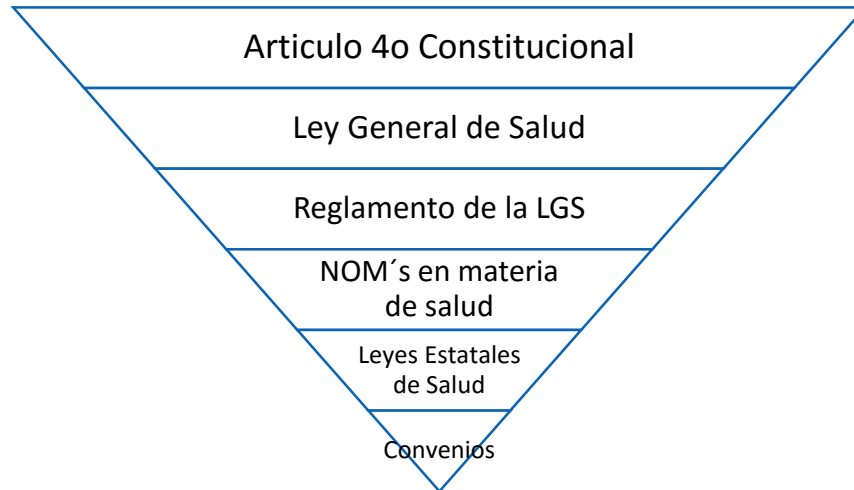 Articulo 4o Constitucional
Ley General de Salud
Reglamento de la LGS
NOM´s en materia
de salud
Leyes Estatales
de Salud
Convenios